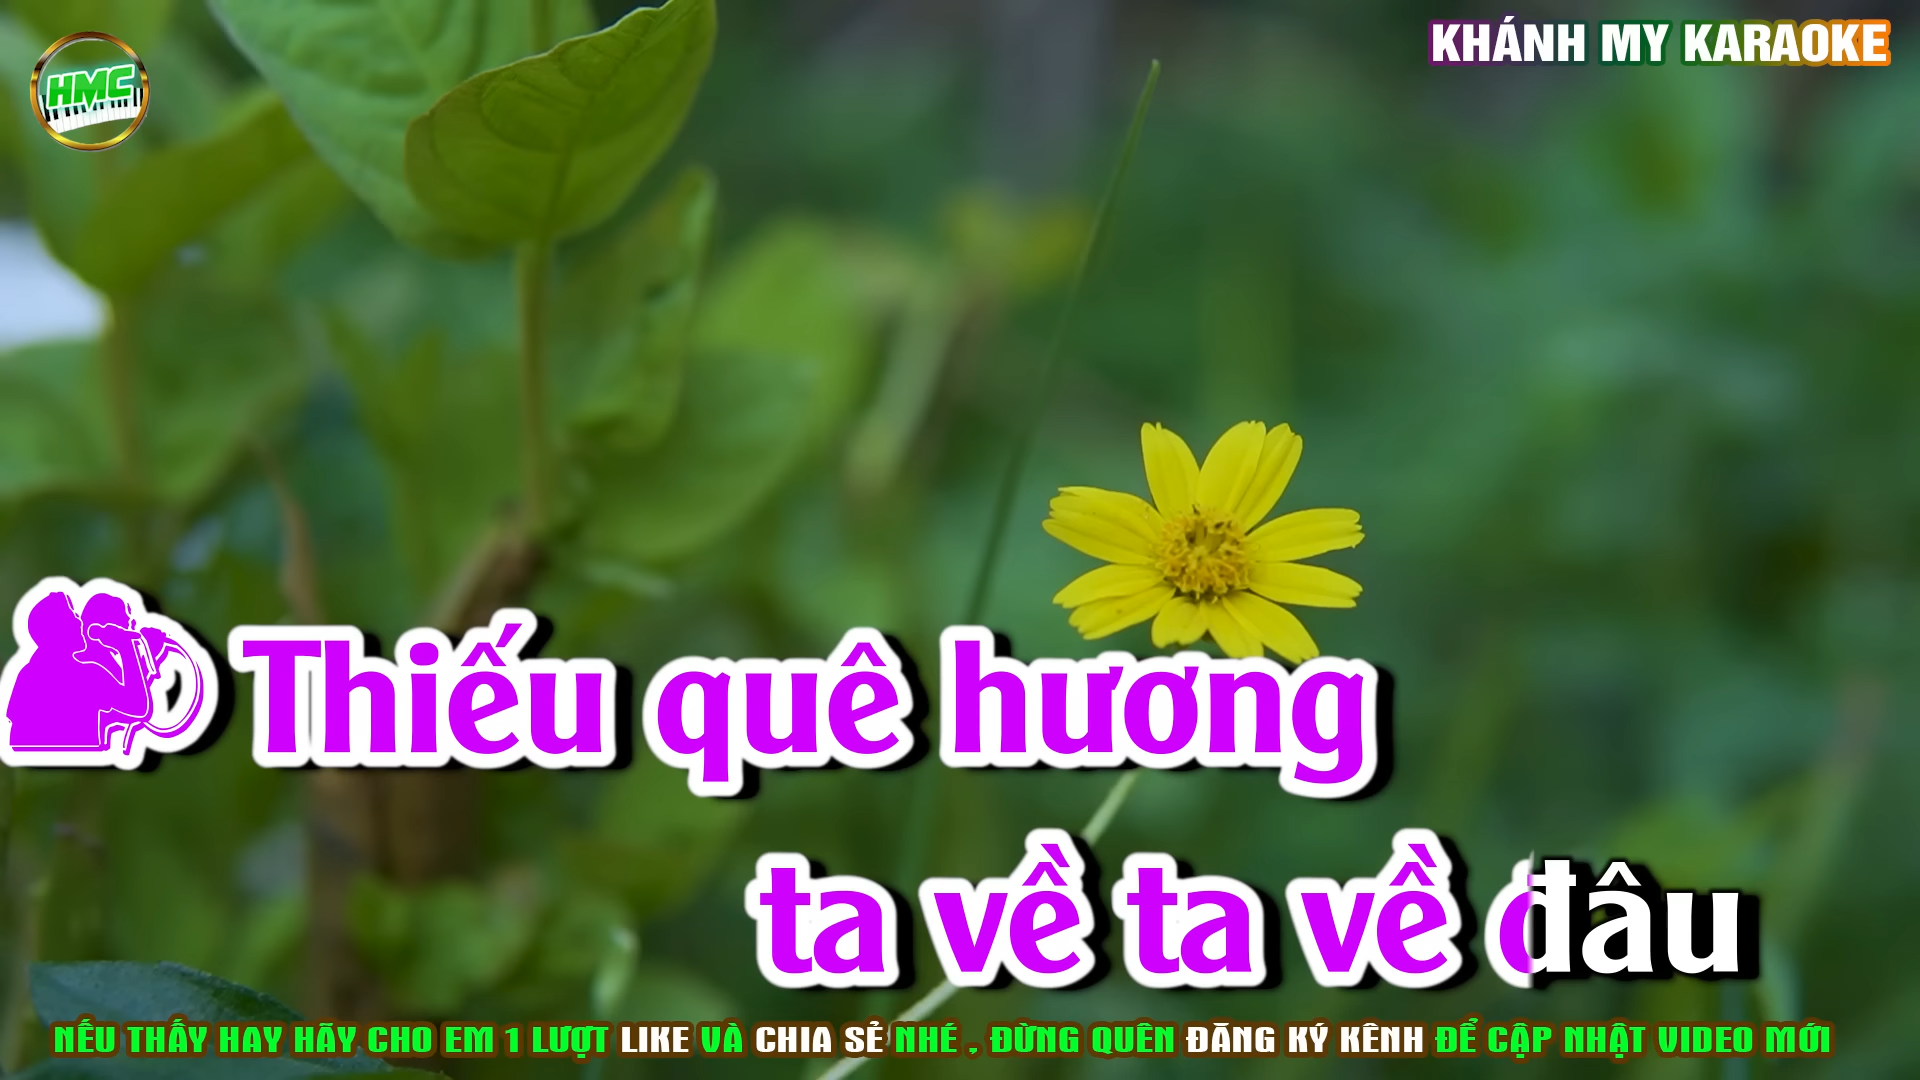 HMC
KHÁNH MY KARAOKE
Thiếu quê hương
ta về ta về đâu
NẾU THẤY HAY HÃY CHO EM 1 LƯỢT LIKE VÀ CHIA SẺ NHÉ , ĐỪNG QUÊN ĐĂNG KÝ KÊNH ĐỂ CẬP NHẬT VIDEO MỚI